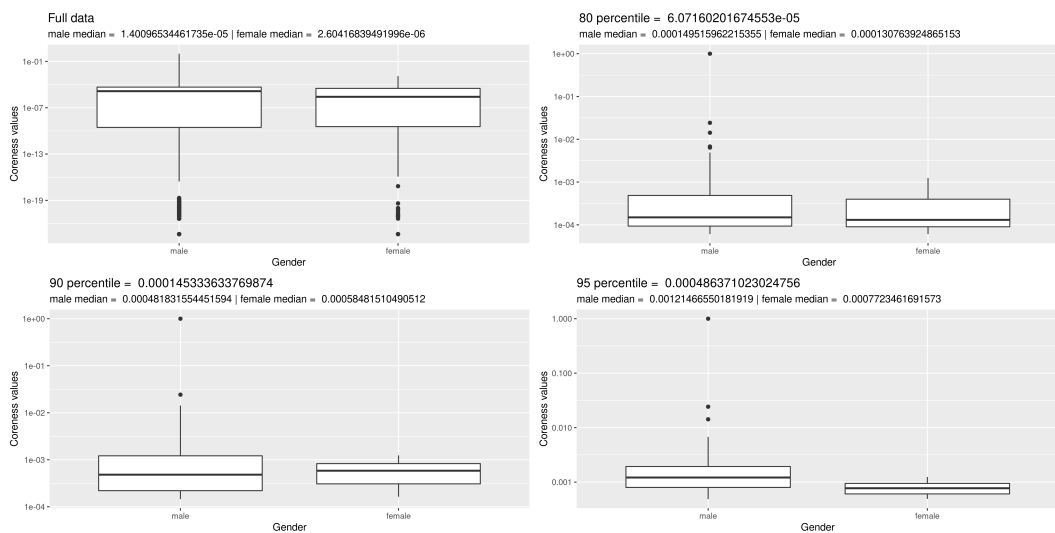 Full data
male median = 1.40096534461735e-05 | female median = 2.60416839491996e-06
1e-01
1e-07
1e-13
1e-19
Coreness values
male
female
Gender
80 percentile = 6.07160201674553e-05
male median = 0.000149515962215355 | female median = 0.000130763924865153
1e+00
1e-01
1e-02
1e-03
1e-04
Coreness values
male
female
Gender
90 percentile = 0.000145333633769874
male median = 0.000481831554451594 | female median = 0.00058481510490512
1e+00
1e-01
1e-02
1e-03
1e-04
Coreness values
male
female
Gender
95 percentile = 0.000486371023024756
male median = 0.00121466550181919 | female median = 0.0007723461691573
1.000
0.100
0.010
0.001
Coreness values
male
female
Gender